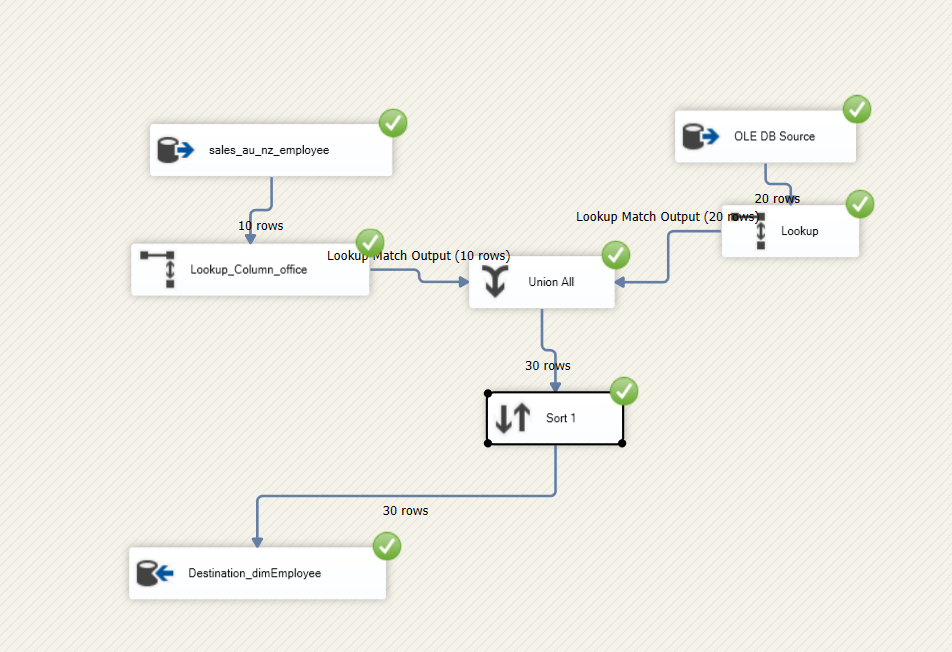 sales_au_nz_employee
OLE DB Source
10 rows
20 rows
Lookup_Column_office
Lookup Match Output (10 rows)
Lookup Match Output (20 rows)
Lookup
Union All
30 rows
Sort 1
30 rows
Destination_dimEmployee